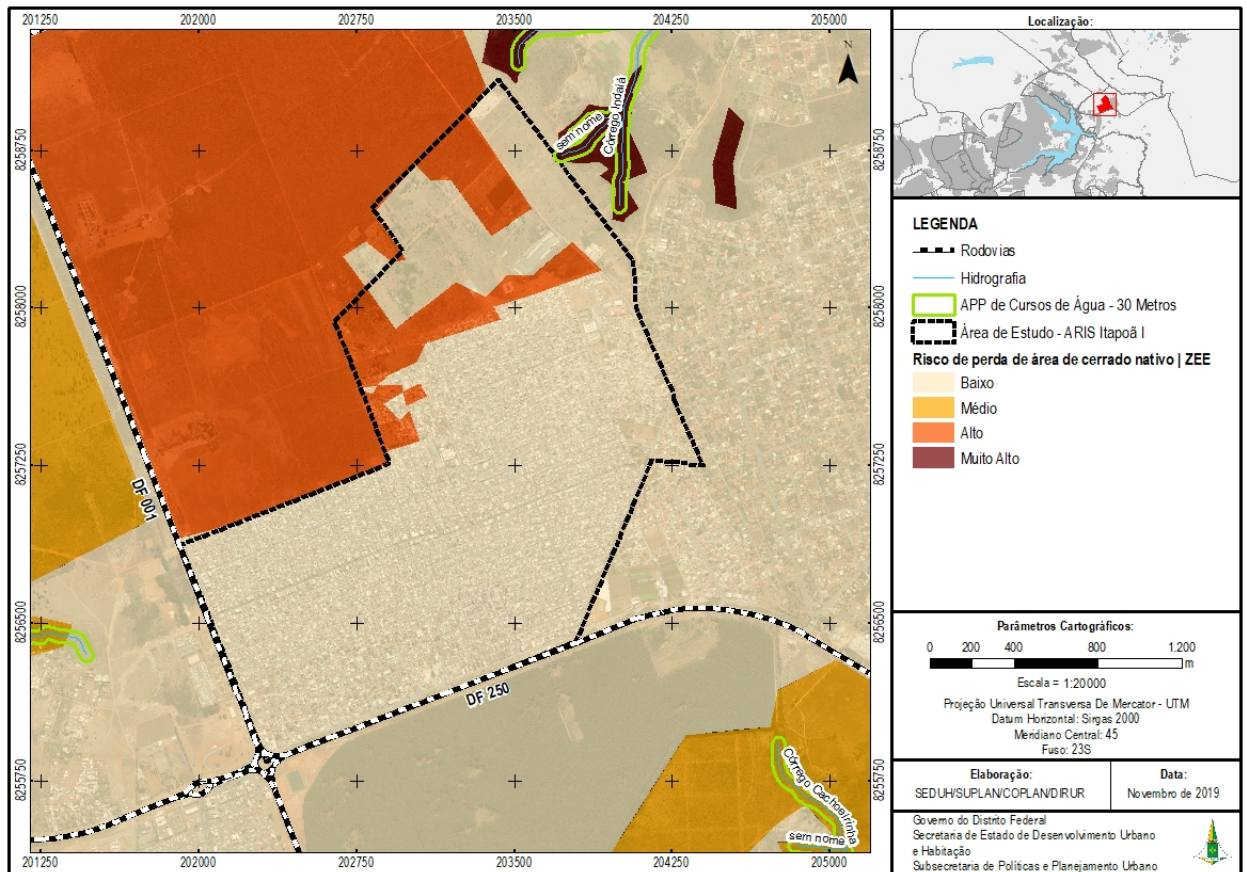 201250 202000 202750 203500 204250 205000
8258750
8258000
8257250
8256500
8255750
N
sem nome
Córrego Indaiá
DF 001
DF 250
Córrego Cachoeirinha
sem nome
8258750
8258000
8257250
8256500
8255750
201250 202000 202750 203500 204250 205000
Localização:
LEGENDA
Rodovias
Hidrografia
APP de Cursos de Água - 30 Metros
Área de Estudo - ARIS Itapoã I
Risco de perda de área de cerrado nativo | ZEE
Baixo
Médio
Alto
Muito Alto
Parâmetros Cartográficos:
0 200 400 800 1.200
m
Escala = 1:20000
Projeção Universal Transversa De Mercator - UTM
Datum Horizontal: Sirgas 2000
Meridiano Central: 45
Fuso: 23S
Elaboração:
SEDUH/SUPLAN/COPLAN/DIRUR
Data:
Novembro de 2019
Governo do Distrito Federal
Secretaria de Estado de Desenvolvimento Urbano
e Habitação
Subsecretaria de Políticas e Planejamento Urbano